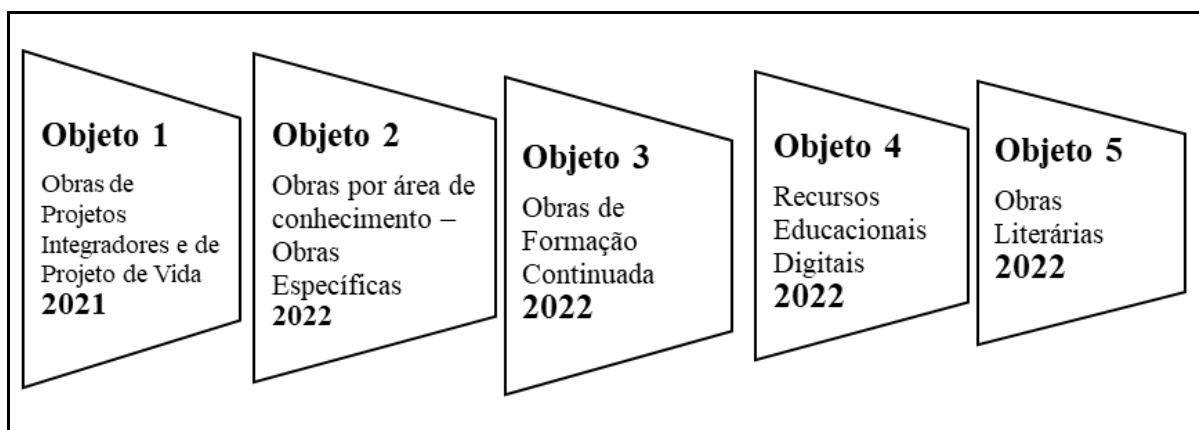 Objeto 1
Obras de
Projetos
Integradores e de
Projeto de Vida
2021
Objeto 2
Obras por área de
conhecimento –
Obras
Específicas
2022
Objeto 3
Obras de
Formação
Continuada
2022
Objeto 4
Recursos
Educacionais
Digitais
2022
Objeto 5
Obras
Literárias
2022